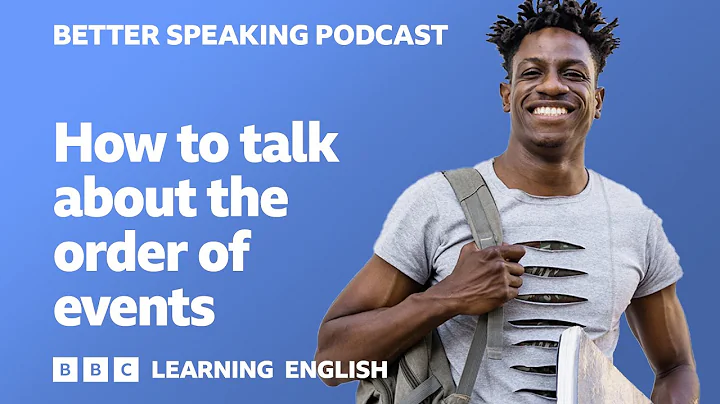 BETTER SPEAKING PODCAST
How to talk
about the
order of
events
BBC LEARNING ENGLISH